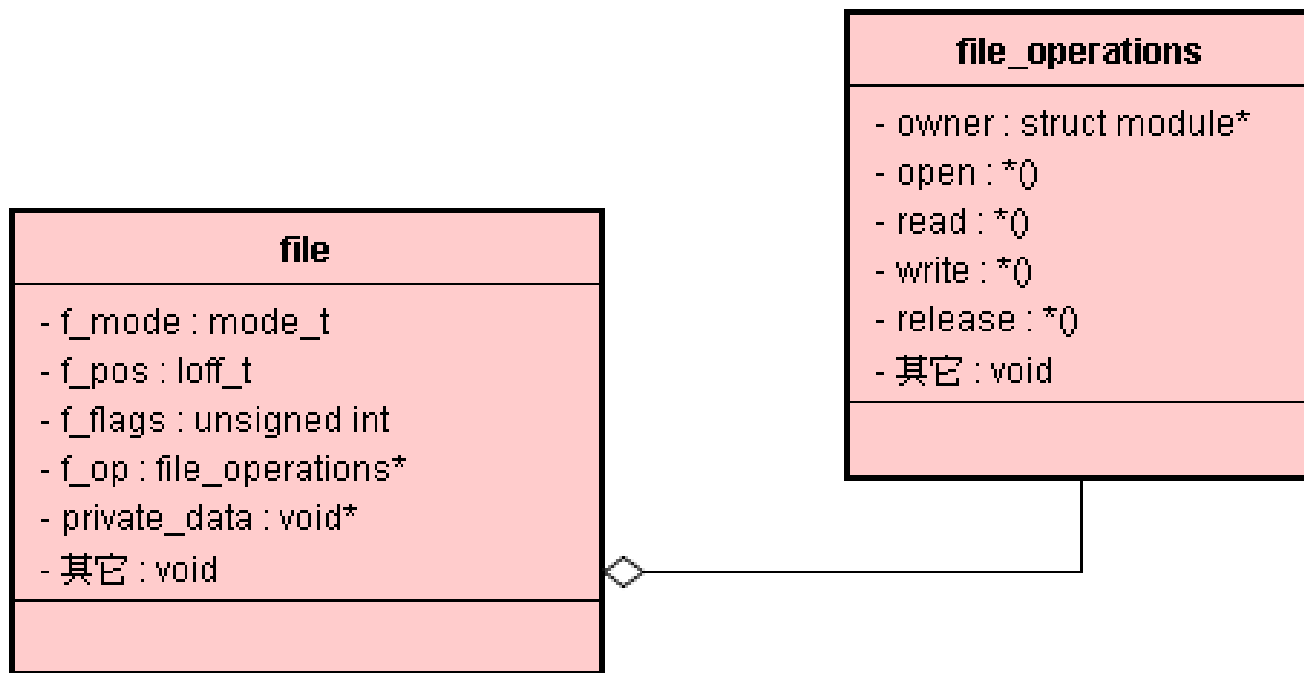 file_operations
- owner : struct module*
- open : *()
- read : *()
- write : *()
- release : *()
- 其它 : void
file
- f_mode : mode_t
- f_pos : loff_t
- f_flags : unsigned int
- f_op : file_operations*
- private_data : void*
- 其它 : void